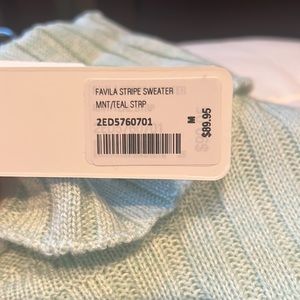 FAVILA STRIPE SWEATER
MNT/TEAL STRP
2ED5760701
M
$89.95